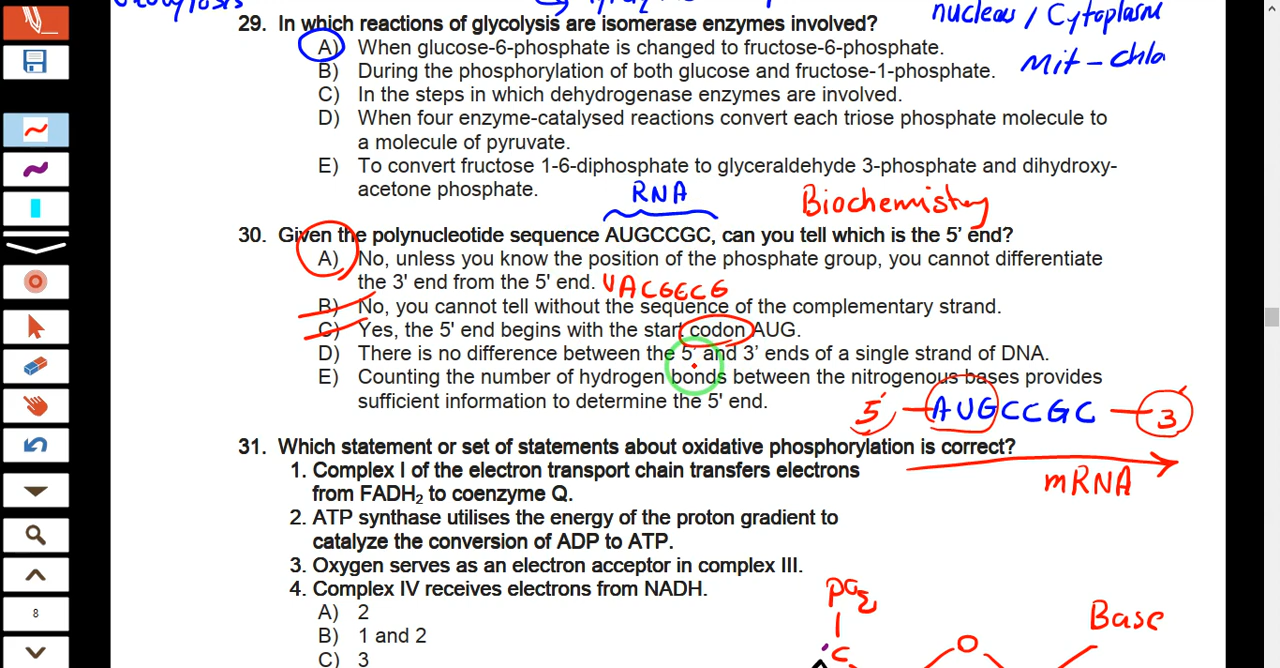 nucleus / Cytoplasm
29. In which reactions of glycolysis are isomerase enzymes involved?
A) When glucose-6-phosphate is changed to fructose-6-phosphate.
Mit - chlo
B) During the phosphorylation of both glucose and fructose-1-phosphate.
C) In the steps in which dehydrogenase enzymes are involved.
D) When four enzyme-catalysed reactions convert each triose phosphate molecule to
a molecule of pyruvate.
E) To convert fructose 1-6-diphosphate to glyceraldehyde 3-phosphate and dihydroxy-
acetone phosphate.
RNA
Biochemistry
30. Given the polynucleotide sequence AUGCCGC, can you tell which is the 5’ end?
A) No, unless you know the position of the phosphate group, you cannot differentiate
the 3' end from the 5' end.
UACGGCG
B) No, you cannot tell without the sequence of the complementary strand.
C) Yes, the 5' end begins with the start codon AUG.
D) There is no difference between the 5’ and 3’ ends of a single strand of DNA.
E) Counting the number of hydrogen bonds between the nitrogenous bases provides
sufficient information to determine the 5' end.
5' - AUGCCGC - 3'
31. Which statement or set of statements about oxidative phosphorylation is correct?
mRNA
1. Complex I of the electron transport chain transfers electrons
from FADH2 to coenzyme Q.
2. ATP synthase utilises the energy of the proton gradient to
catalyze the conversion of ADP to ATP.
3. Oxygen serves as an electron acceptor in complex III.
4. Complex IV receives electrons from NADH.
A) 2
B) 1 and 2
C) 3
Base
C
O
8